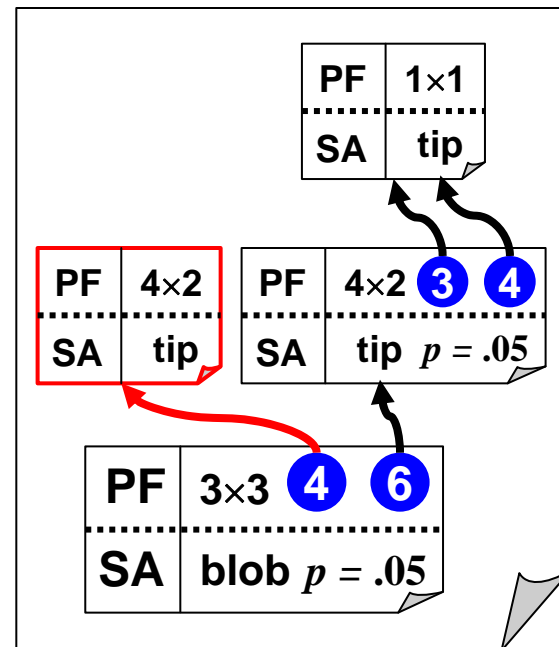 PF 1×1
SA tip
PF 4×2
SA tip
PF 4×2 3 4
SA tip p = .05
PF 3×3 4 6
SA blob p = .05